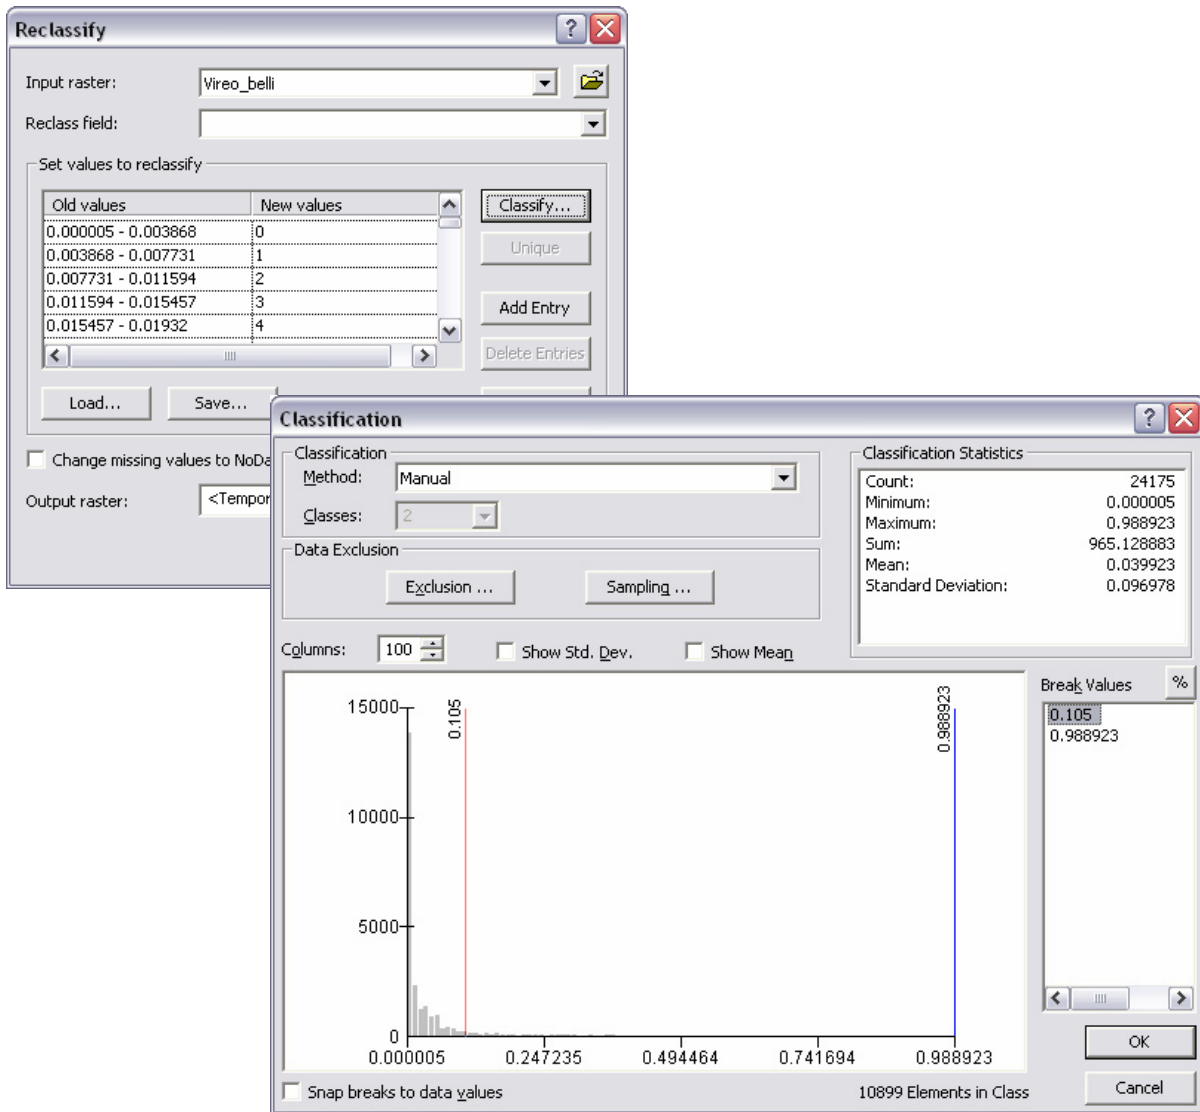 Reclassify
Input raster: Vireo_belli
Reclass field:
Set values to reclassify
Old values New values
0.000005 - 0.003868 0
0.003868 - 0.007731 1
0.007731 - 0.011594 2
0.011594 - 0.015457 3
0.015457 - 0.01932 4
Classify...
Unique
Add Entry
Delete Entries
Load... Save...
Change missing values to NoDa
Output raster: <Tempor
Classification
Classification
Method: Manual
Classes: 2
Data Exclusion
Exclusion ... Sampling ...
Classification Statistics
Count: 24175
Minimum: 0.000005
Maximum: 0.988923
Sum: 965.128883
Mean: 0.039923
Standard Deviation: 0.096978
Columns: 100 Show Std. Dev. Show Mean
Break Values %
0.105
0.988923
0.105
0.988923
15000
10000
5000
0
0.000005 0.247235 0.494464 0.741694 0.988923
Snap breaks to data values 10899 Elements in Class
OK
Cancel